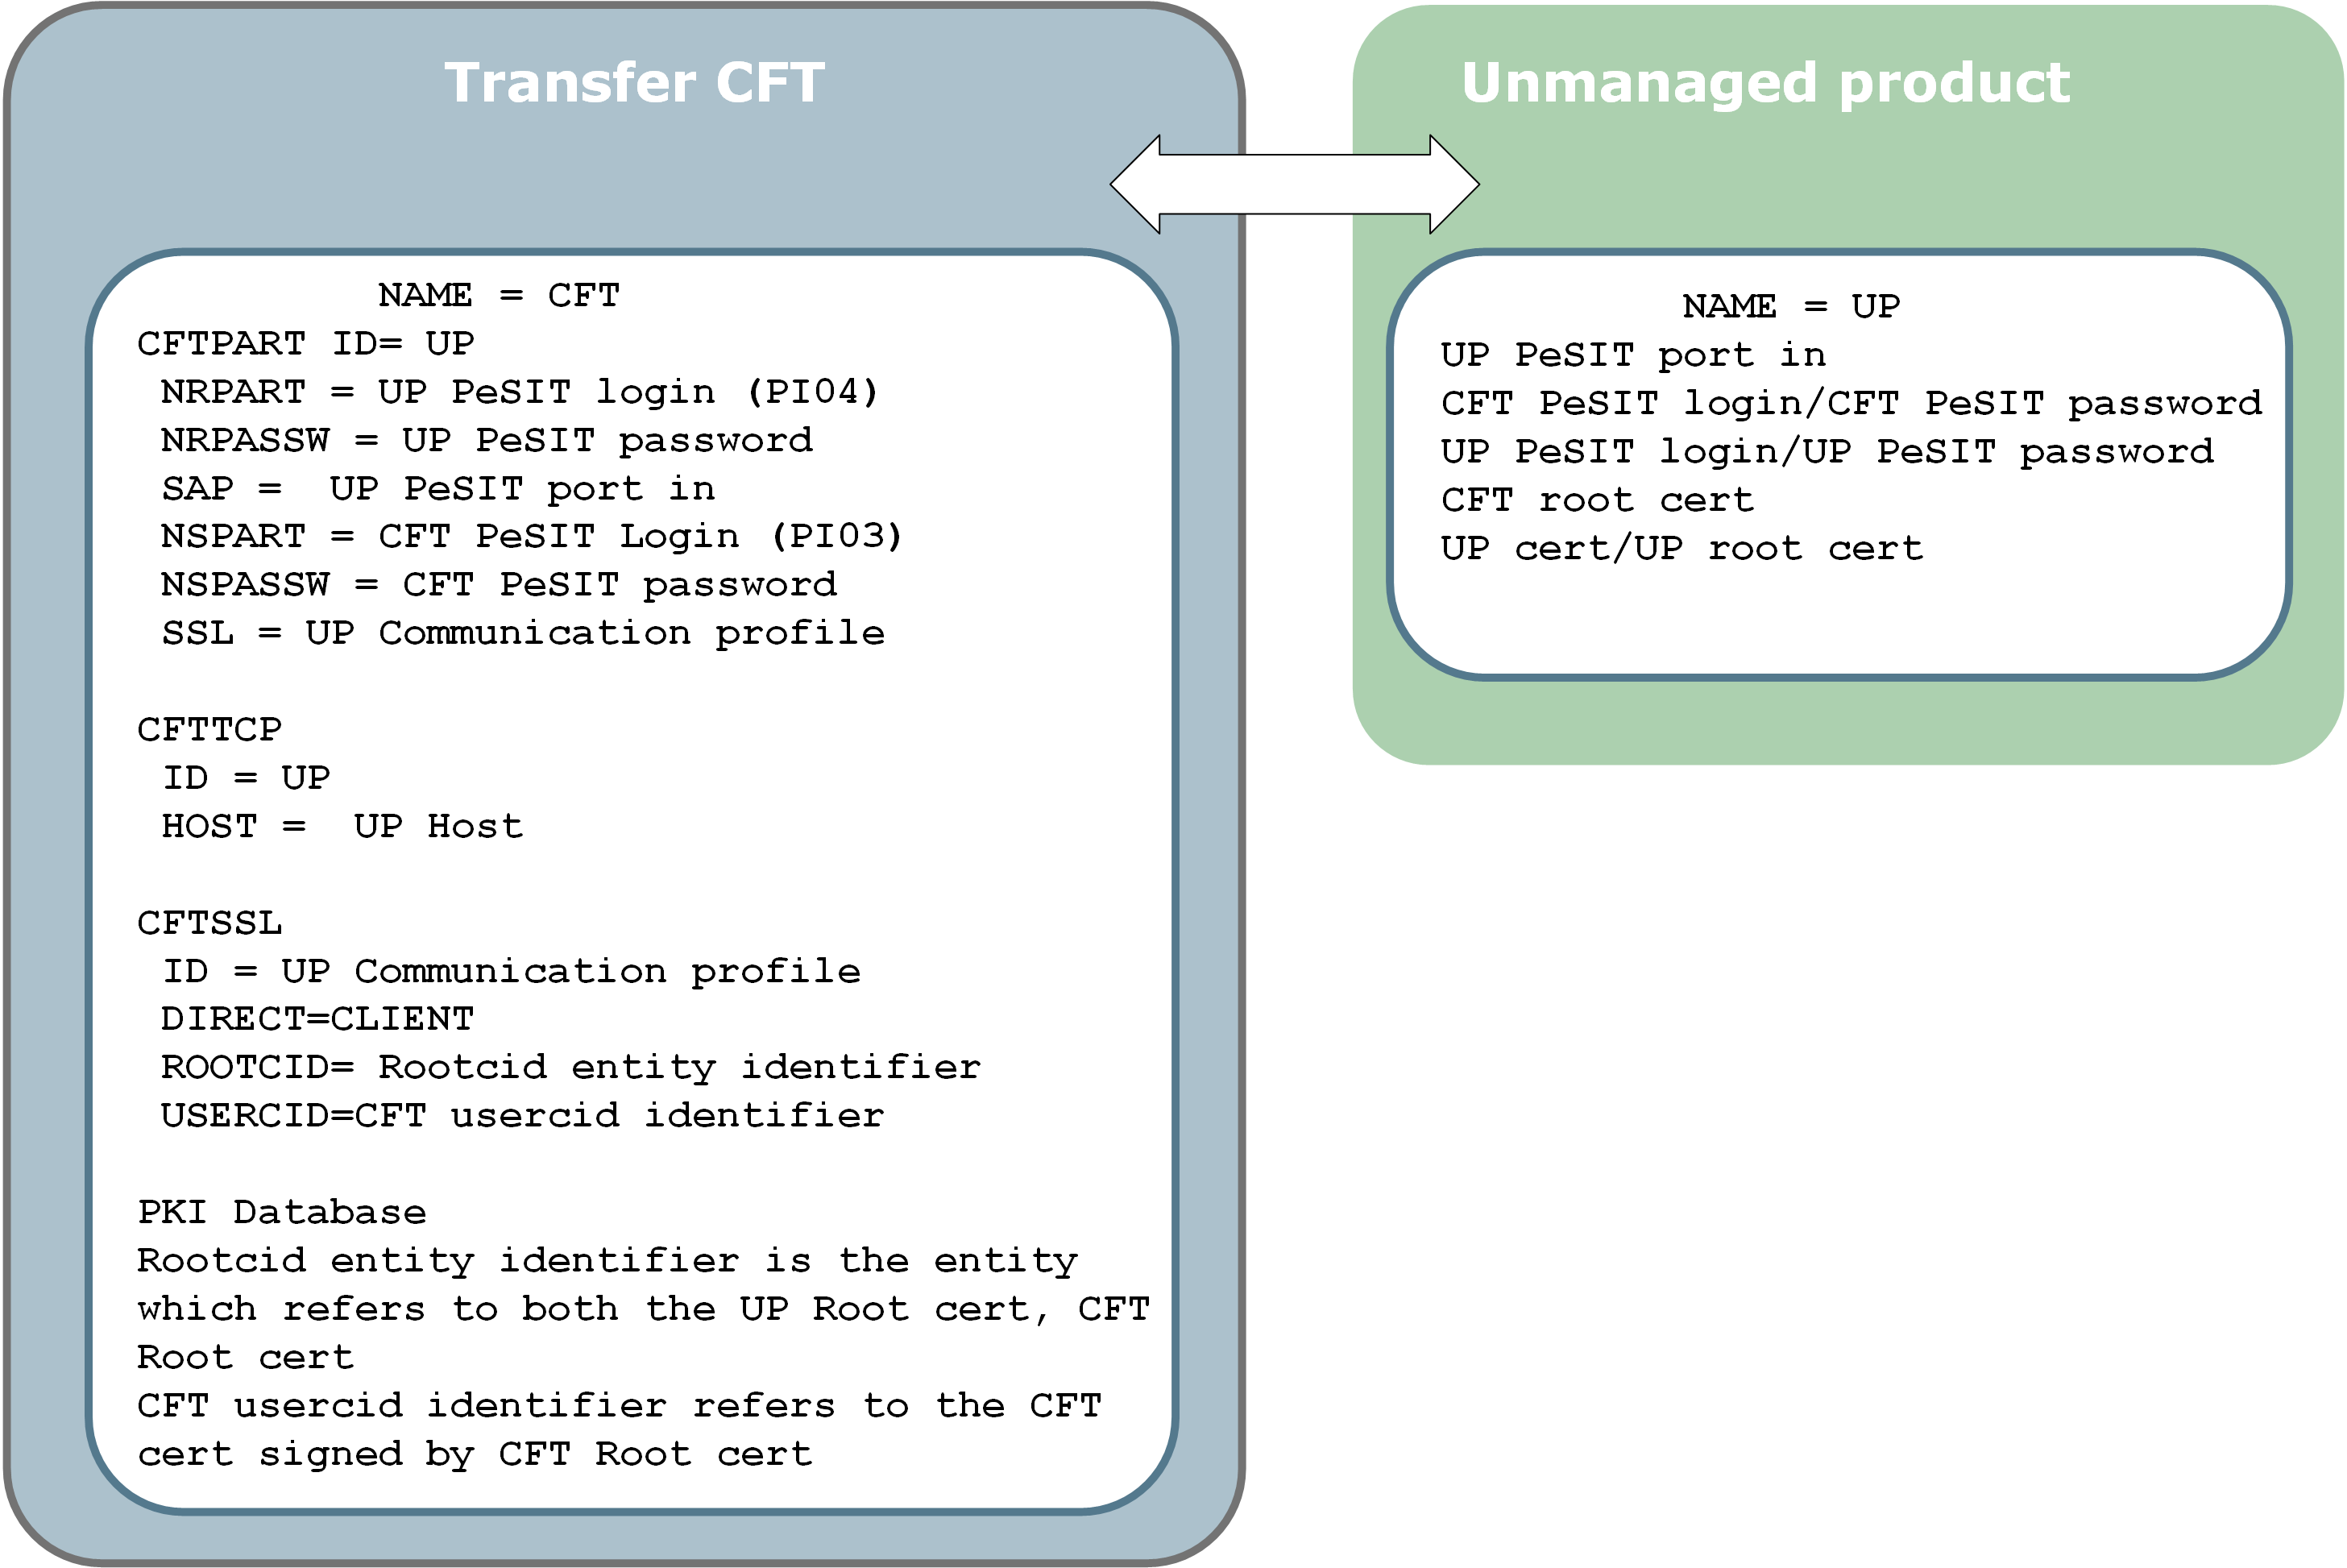 Transfer CFT
NAME = CFT
CFTPART ID= UP
NRPART = UP PeSIT login (PI04)
NRPASSW = UP PeSIT password
SAP =  UP PeSIT port in
NSPART = CFT PeSIT Login (PI03)
NSPASSW = CFT PeSIT password
SSL = UP Communication profile
CFTTCP
ID = UP
HOST =  UP Host
CFTSSL
ID = UP Communication profile
DIRECT=CLIENT
ROOTCID= Rootcid entity identifier
USERCID=CFT usercid identifier
PKI Database
Rootcid entity identifier is the entity
which refers to both the UP Root cert, CFT
Root cert
CFT usercid identifier refers to the CFT
cert signed by CFT Root cert
Unmanaged product
NAME = UP
UP PeSIT port in
CFT PeSIT login/CFT PeSIT password
UP PeSIT login/UP PeSIT password
CFT root cert
UP cert/UP root cert